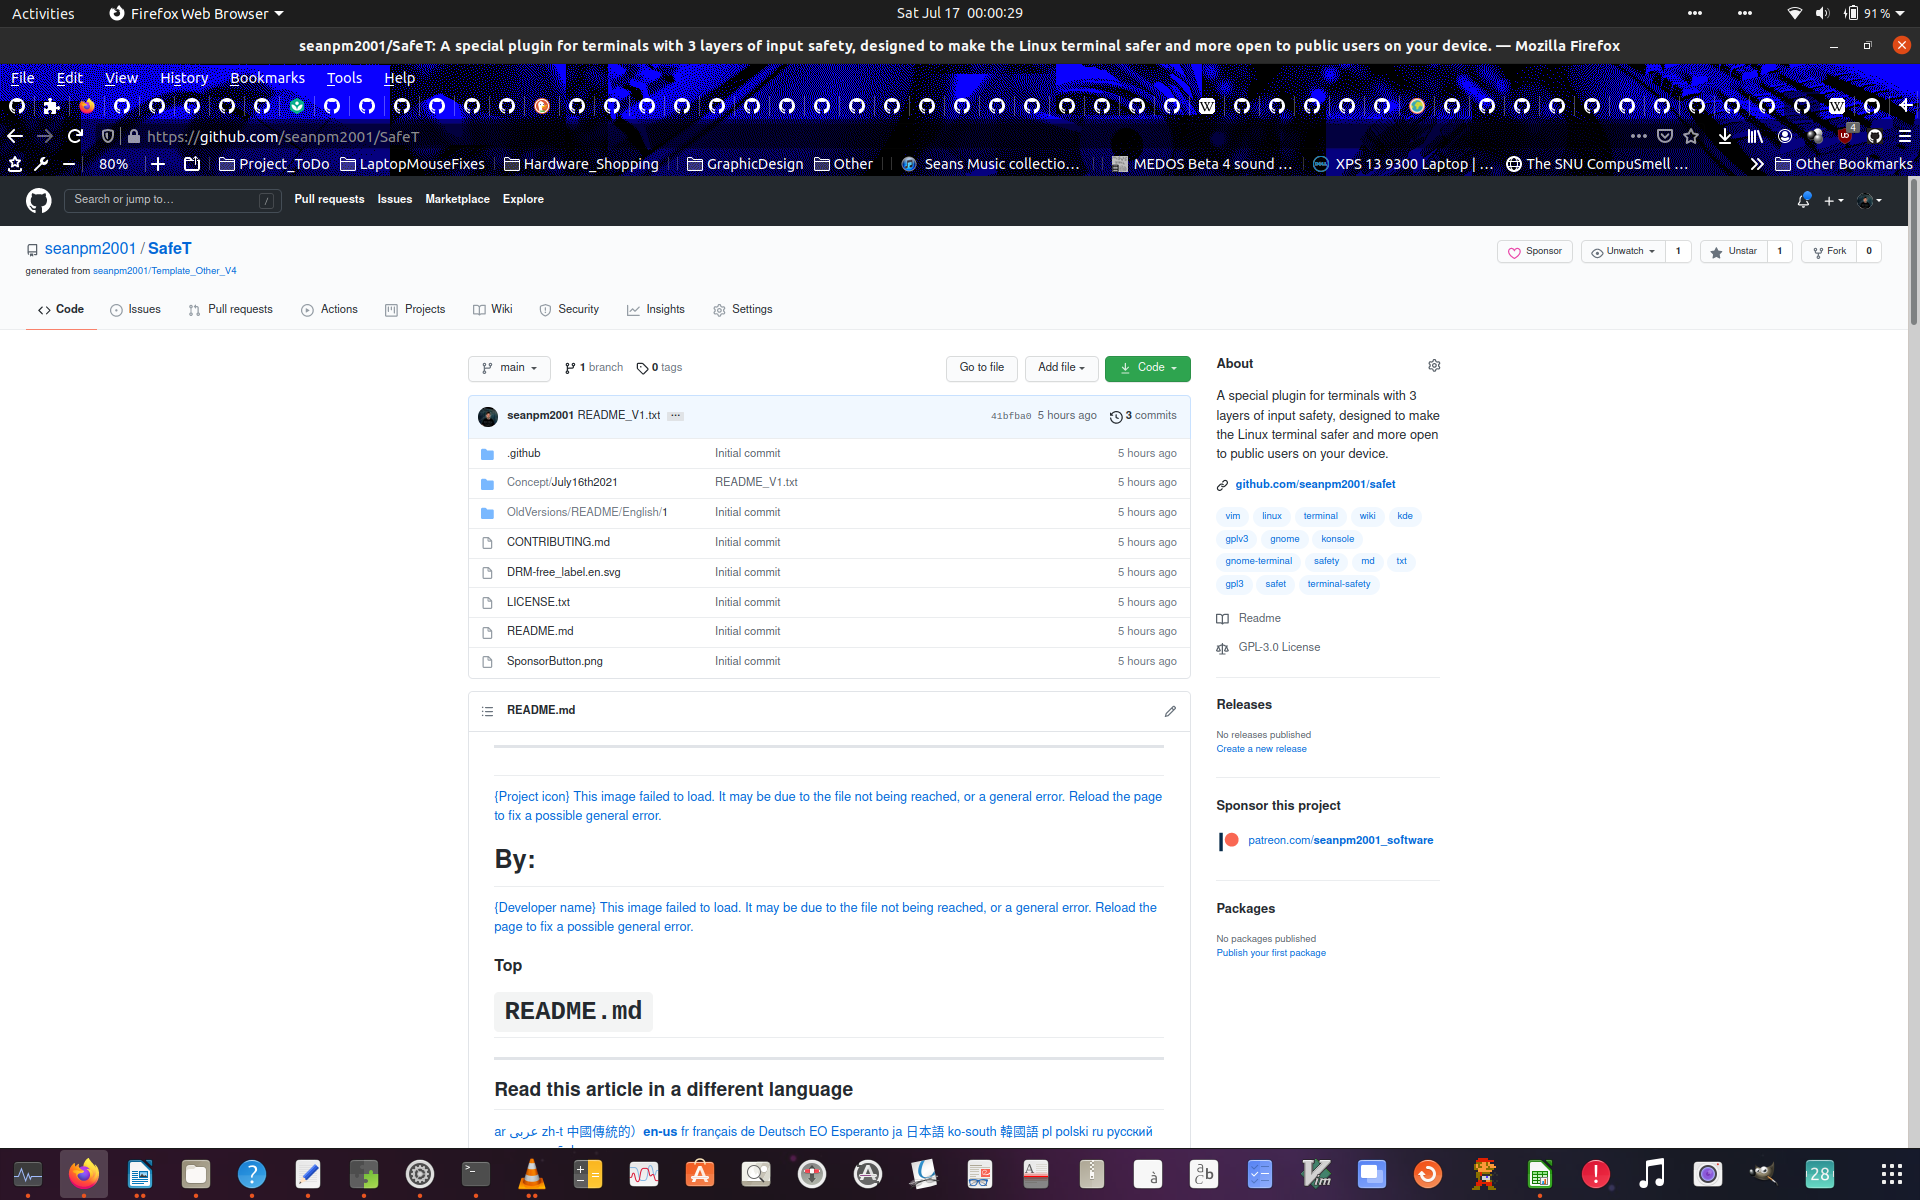 Activities
Firefox Web Browser
Sat Jul 17 00:00:29
91 %
seanpm2001/SafeT: A special plugin for terminals with 3 layers of input safety, designed to make the Linux terminal safer and more open to public users on your device. — Mozilla Firefox
File Edit View History Bookmarks Tools Help
https://github.com/seanpm2001/SafeT
4
80%
Project_ToDo
LaptopMouseFixes
Hardware_Shopping
GraphicDesign
Other
Seans Music collectio…
MEDOS Beta 4 sound …
XPS 13 9300 Laptop | …
The SNU CompuSmell …
Other Bookmarks
Search or jump to…
/
Pull requests Issues Marketplace Explore
seanpm2001 / SafeT
generated from seanpm2001/Template_Other_V4
Sponsor
Unwatch 1
Unstar 1
Fork 0
Code Issues Pull requests Actions Projects Wiki Security Insights Settings
main
1 branch
0 tags
Go to file
Add file
Code
seanpm2001 README_V1.txt ...
41bfba0 5 hours ago
3 commits
.github Initial commit 5 hours ago
Concept/July16th2021 README_V1.txt 5 hours ago
OldVersions/README/English/1 Initial commit 5 hours ago
CONTRIBUTING.md Initial commit 5 hours ago
DRM-free_label.en.svg Initial commit 5 hours ago
LICENSE.txt Initial commit 5 hours ago
README.md Initial commit 5 hours ago
SponsorButton.png Initial commit 5 hours ago
README.md
{Project icon} This image failed to load. It may be due to the file not being reached, or a general error. Reload the page
to fix a possible general error.
By:
{Developer name} This image failed to load. It may be due to the file not being reached, or a general error. Reload the
page to fix a possible general error.
Top
README.md
Read this article in a different language
ar عربى zh-t 中國傳統的）en-us fr français de Deutsch EO Esperanto ja 日本語 ko-south 韓國語 pl polski ru русский
About
A special plugin for terminals with 3
layers of input safety, designed to make
the Linux terminal safer and more open
to public users on your device.
github.com/seanpm2001/safet
vim linux terminal wiki kde
gplv3 gnome konsole
gnome-terminal safety md txt
gpl3 safet terminal-safety
Readme
GPL-3.0 License
Releases
No releases published
Create a new release
Sponsor this project
patreon.com/seanpm2001_software
Packages
No packages published
Publish your first package
28